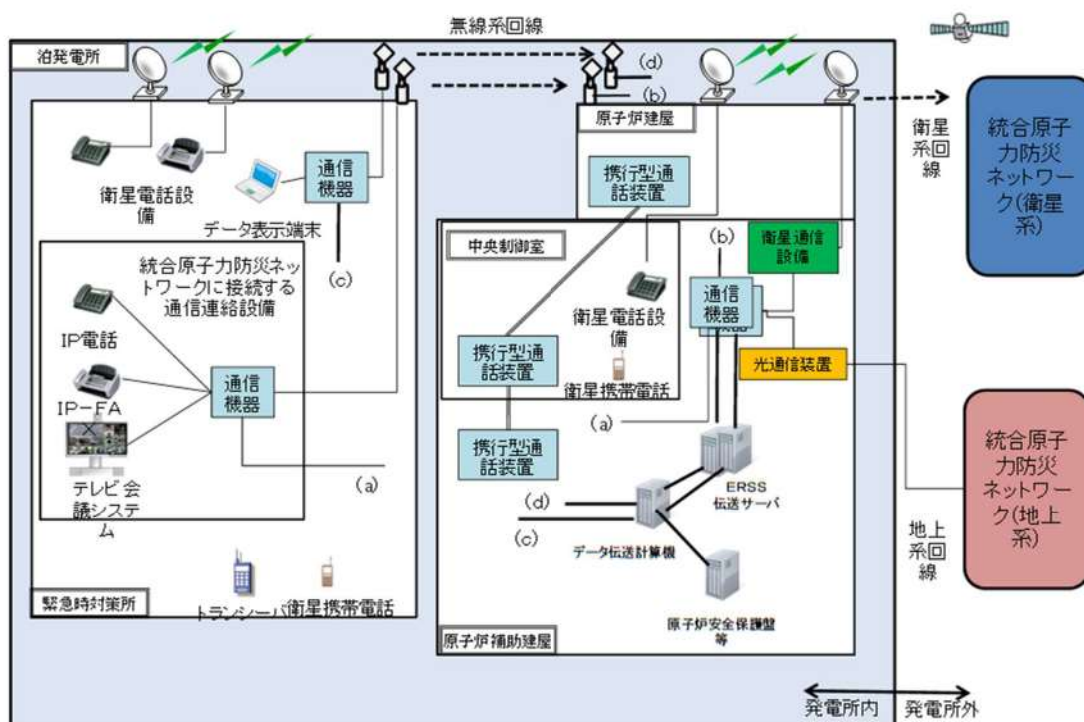 無線系回線
泊発電所
(d)
(b)
原子炉建屋
衛星
系回
線
統合原子
力防災
ネットワー
ク(衛星
系)
衛星電話設
備
データ表示端末
通信
機器
(c)
携行型通
話装置
統合原子力防災ネッ
トワークに接続する
通信連絡設備
IP電話
IP-FA
テレビ会
議システ
ム
通信
機器
(a)
トランシーバ
衛星携帯電話
緊急時対策所
中央制御室
(b)
衛星通信
設備
通信
機器
機器
衛星電話設
備
衛星携帯電話
携行型通
話装置
光通信装置
(a)
携行型通
話装置
ERSS
伝送サーバ
(d)
(c)
データ伝送計算機
原子炉安全保護盤
等
原子炉補助建屋
統合原子
力防災
ネットワー
ク(地上
系)
地上
系回
線
発電所内
発電所外